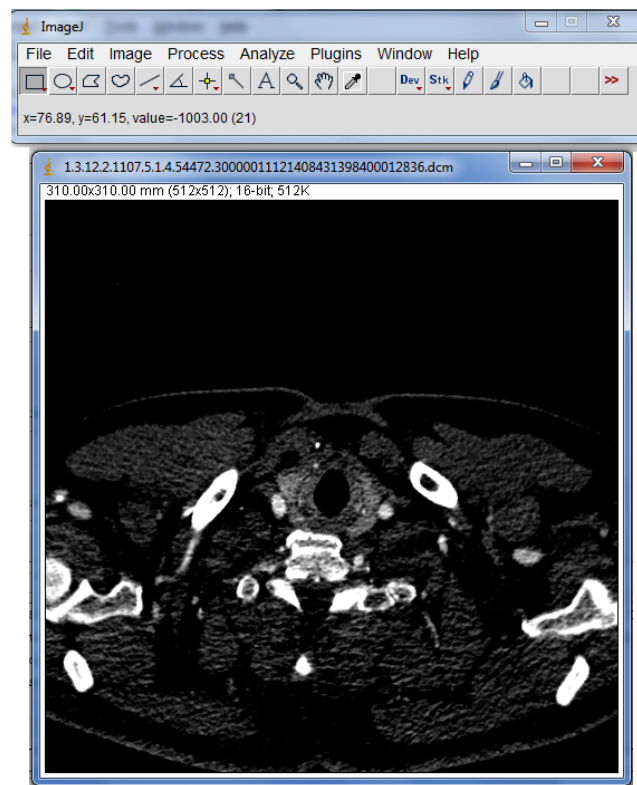 ImageJ
File Edit Image Process Analyze Plugins Window Help
Dev Stk >>
x=76.89, y=61.15, value=-1003.00 (21)
1.3.12.2.1107.5.1.4.54472.30000011121408431398400012836.dcm
310.00x310.00 mm (512x512); 16-bit; 512K